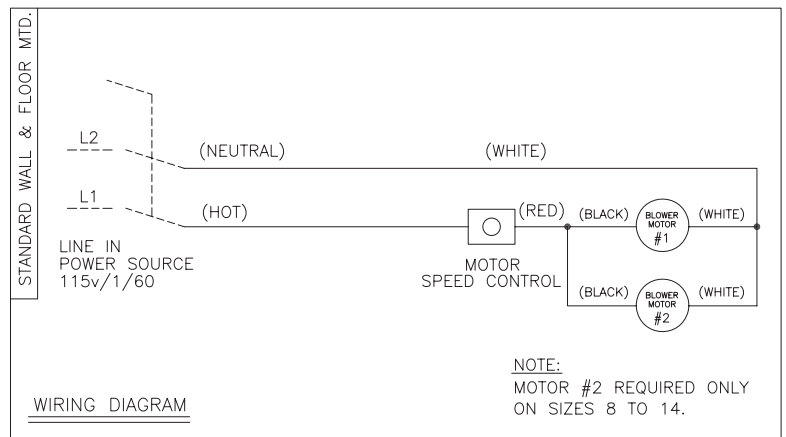 STANDARD WALL & FLOOR MTD.
L2
(NEUTRAL)
(WHITE)
L1
(HOT)
(RED)
(BLACK)
BLOWER
MOTOR
#1
(WHITE)
LINE IN
POWER SOURCE
115v/1/60
MOTOR
SPEED CONTROL
(BLACK)
BLOWER
MOTOR
#2
(WHITE)
NOTE:
MOTOR #2 REQUIRED ONLY
ON SIZES 8 TO 14.
WIRING DIAGRAM